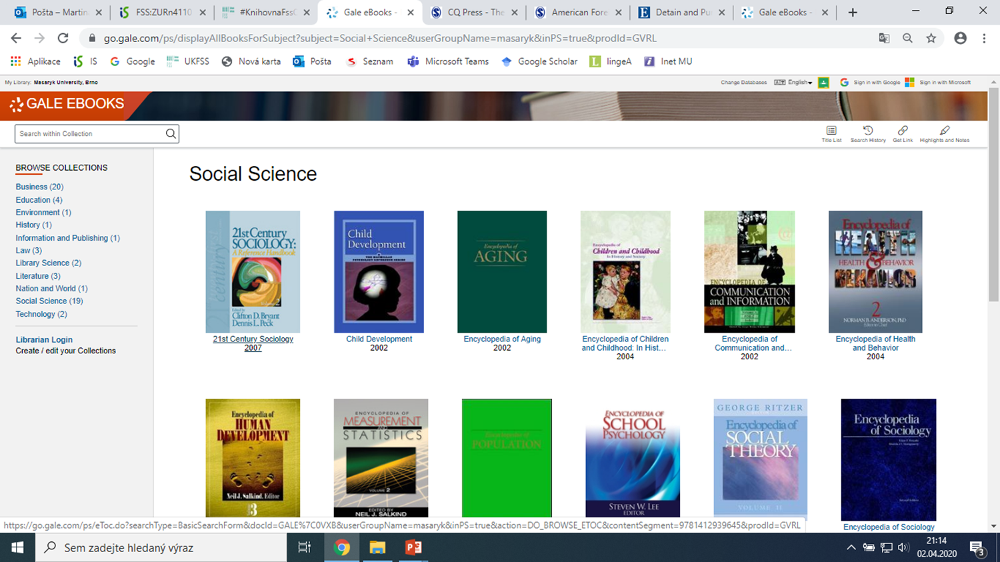 Pošta – Martina
FSS:ZURn4110
#KnihovnaFssO
Gale eBooks -
CQ Press - The
American Fore
Detain and Pu
Gale eBooks -
go.gale.com/ps/displayAllBooksForSubject?subject=Social+Science&userGroupName=masaryk&inPS=true&prodId=GVRL
Aplikace
IS
Google
UKFSS
Nová karta
Pošta
Seznam
Microsoft Teams
Google Scholar
lingeA
Inet MU
My Library: Masaryk University, Brno
Change Databases
English
Sign in with Google
Sign in with Microsoft
GALE EBOOKS
Search within Collection
Title List
Search History
Get Link
Highlights and Notes
BROWSE COLLECTIONS
Business (20)
Education (4)
Environment (1)
History (1)
Information and Publishing (1)
Law (3)
Library Science (2)
Literature (3)
Nation and World (1)
Social Science (19)
Technology (2)
Librarian Login
Create / edit your Collections
Social Science
21st Century
SOCIOLOGY:
A Reference Handbook
Volume 2
Edited by
Clifton D. Bryant
Dennis L. Peck
21st Century Sociology
2007
Child
Development
Child Development
2002
Encyclopedia of
AGING
Encyclopedia of Aging
2002
Encyclopedia of
Children and Childhood
In History and Society
Encyclopedia of Children
and Childhood: In Hist...
2004
ENCYCLOPEDIA OF
COMMUNICATION
and INFORMATION
Encyclopedia of
Communication and...
2002
Encyclopedia of
HEALTH
HEALTH & BEHAVIOR
BEHAVIOR
2
NORMAN B. ANDERSON, PhD
Editor-in-Chief
Encyclopedia of Health
and Behavior
2004
Encyclopedia of
HUMAN
DEVELOPMENT
Neil J. Salkind, Editor
3
ENCYCLOPEDIA OF
MEASUREMENT
AND
STATISTICS
VOLUME 2
EDITED BY
NEIL J. SALKIND
Encyclopedia of
POPULATION
ENCYCLOPEDIA OF
SCHOOL
PSYCHOLOGY
STEVEN W. LEE
EDITOR
GEORGE RITZER
Encyclopedia of
SOCIAL
THEORY
VOLUME II
Encyclopedia
of Sociology
Encyclopedia of Sociology
https://go.gale.com/ps/eToc.do?searchType=BasicSearchForm&docId=GALE%7C0VXB&userGroupName=masaryk&inPS=true&action=DO_BROWSE_ETOC&contentSegment=9781412939645&prodId=GVRL
Sem zadejte hledaný výraz
21:14
02.04.2020
3